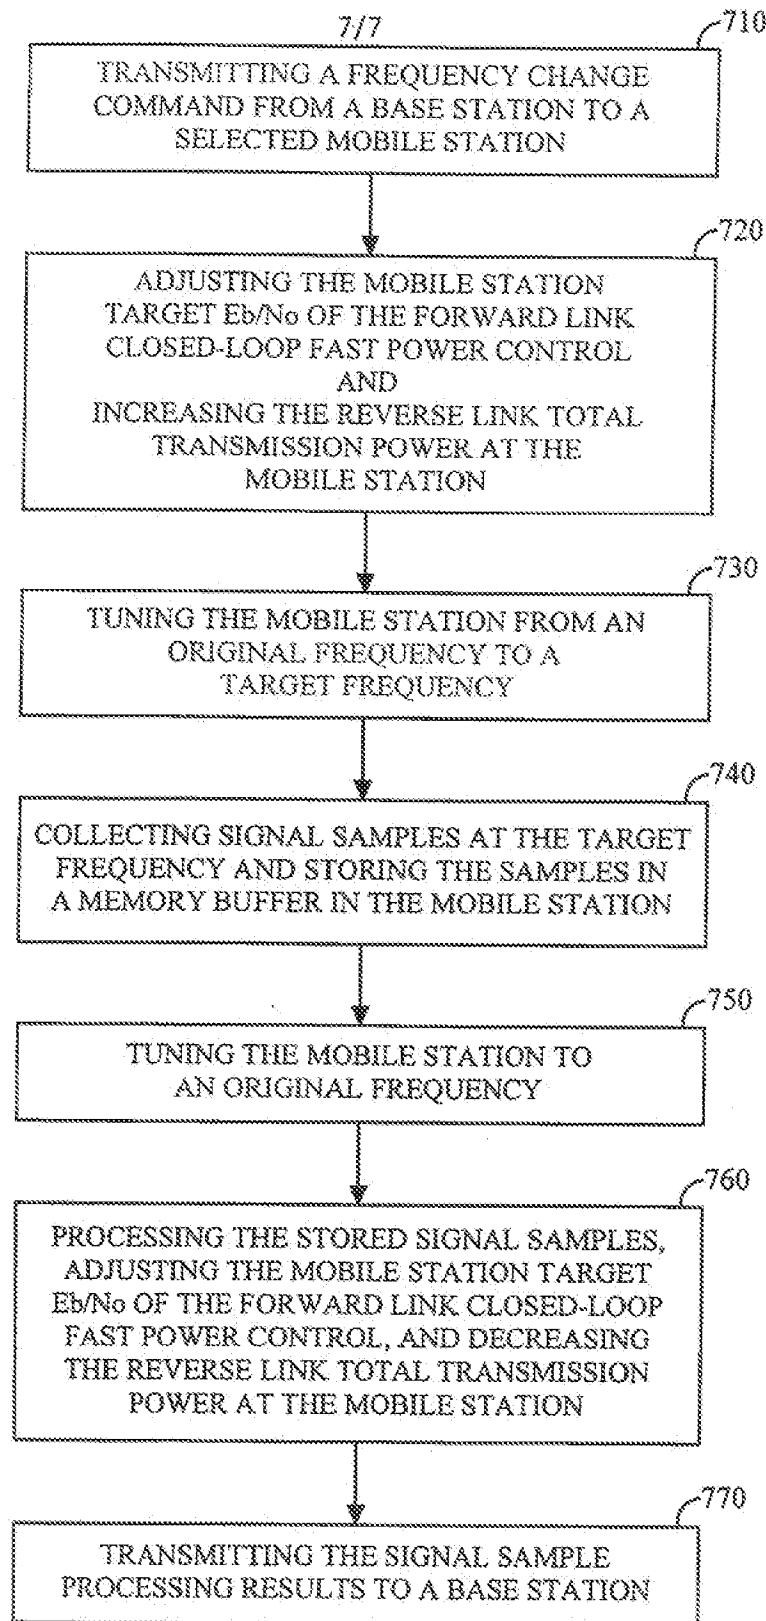 7/7
710
TRANSMITTING A FREQUENCY CHANGE
COMMAND FROM A BASE STATION TO A
SELECTED MOBILE STATION
720
ADJUSTING THE MOBILE STATION
TARGET Eb/No OF THE FORWARD LINK
CLOSED-LOOP FAST POWER CONTROL
AND
INCREASING THE REVERSE LINK TOTAL
TRANSMISSION POWER AT THE
MOBILE STATION
730
TUNING THE MOBILE STATION FROM AN
ORIGINAL FREQUENCY TO A
TARGET FREQUENCY
740
COLLECTING SIGNAL SAMPLES AT THE TARGET
FREQUENCY AND STORING THE SAMPLES IN
A MEMORY BUFFER IN THE MOBILE STATION
750
TUNING THE MOBILE STATION TO
AN ORIGINAL FREQUENCY
760
PROCESSING THE STORED SIGNAL SAMPLES,
ADJUSTING THE MOBILE STATION TARGET
Eb/No OF THE FORWARD LINK CLOSED-LOOP
FAST POWER CONTROL, AND DECREASING
THE REVERSE LINK TOTAL TRANSMISSION
POWER AT THE MOBILE STATION
770
TRANSMITTING THE SIGNAL SAMPLE
PROCESSING RESULTS TO A BASE STATION